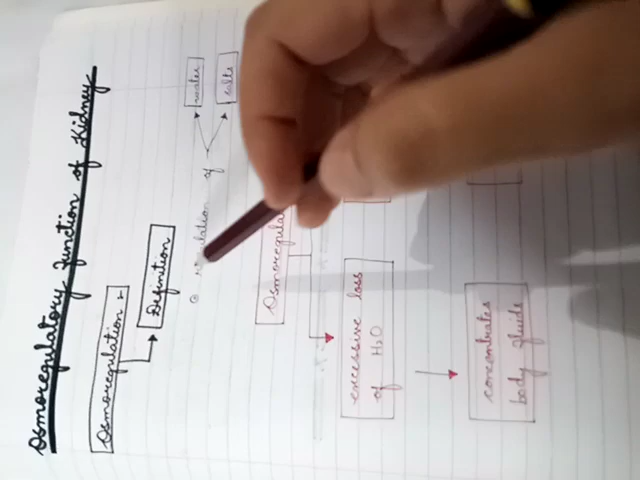 Osmoregulatory Function of Kidney
Osmoregulation :-
Definition
regulation of
water
salts
Osmoregula
excessive loss
of H2O
concentrates
body fluids